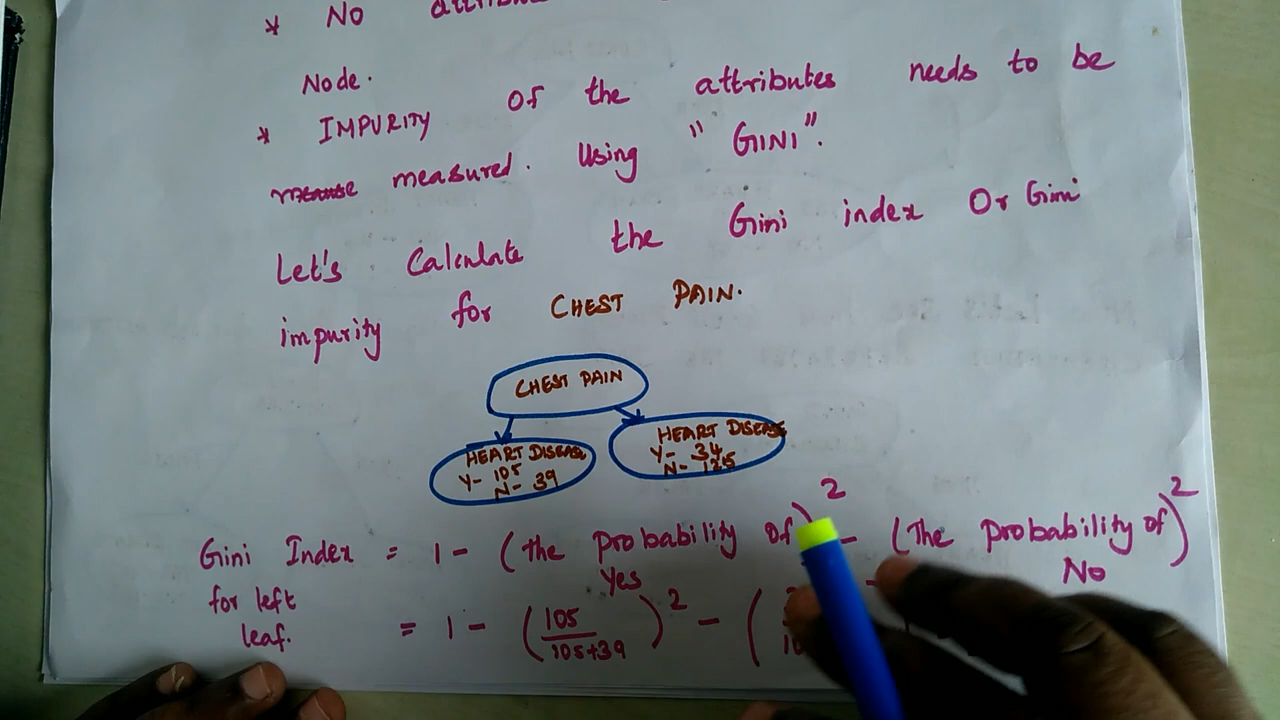 * No
Node.
* IMPURITY Of the attributes needs to be
measured. Using "GINI".
Let's Calculate the Gini index Or Gini
impurity for CHEST PAIN.
CHEST PAIN
HEART DISEASE
Y- 105
N- 39
HEART DISEASE
Y- 34
N- 125
Gini Index = 1 - (the Probability Of)² - (The Probability of)²
Yes No
for left
leaf.
= 1 - (105/105+39)² - (